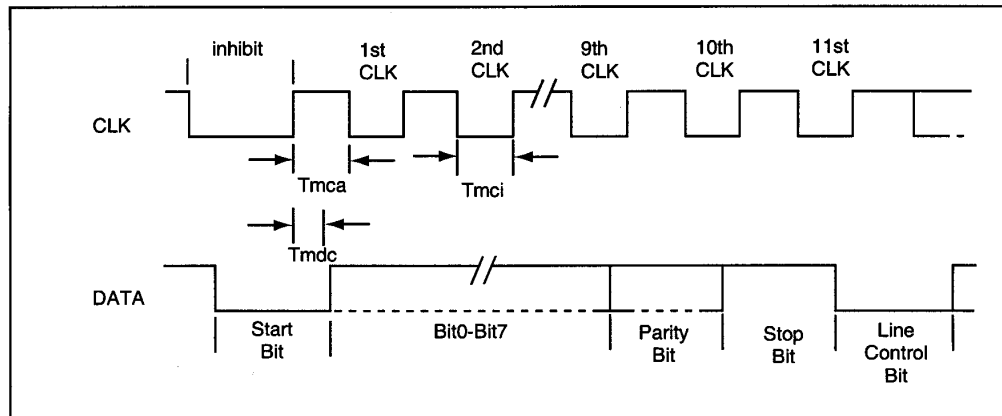 inhibit
1st
CLK
2nd
CLK
9th
CLK
10th
CLK
11st
CLK
CLK
Tmca
Tmci
Tmdc
DATA
Start
Bit
Bit0-Bit7
Parity
Bit
Stop
Bit
Line
Control
Bit